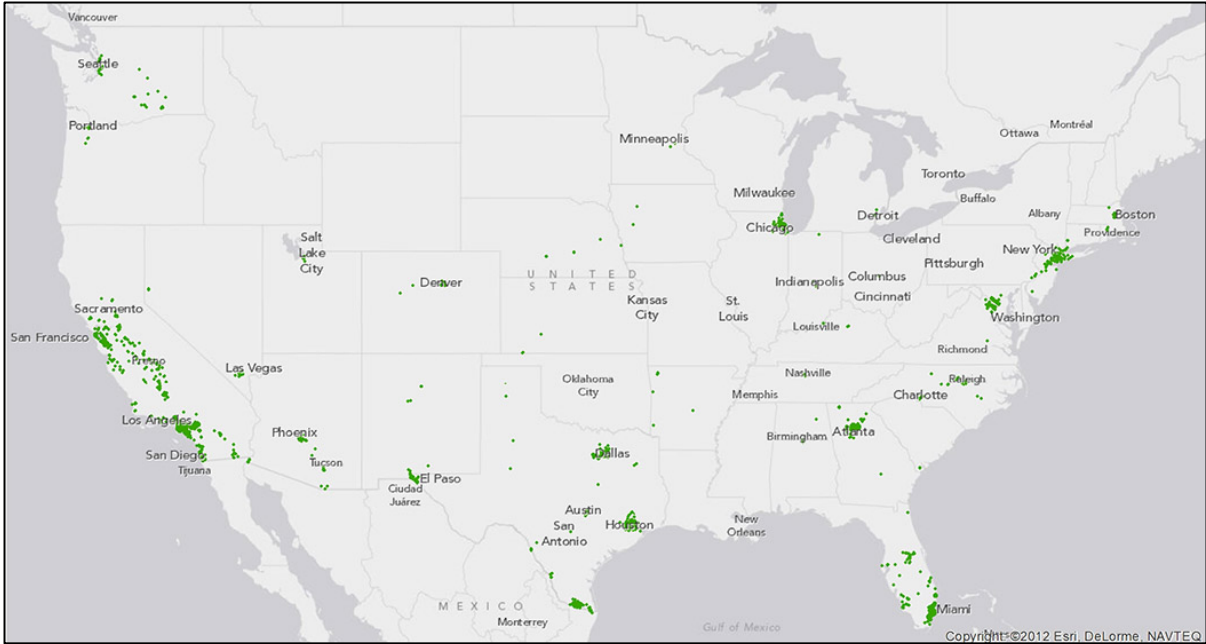 Vancouver
Seattle
Portland
Minneapolis
Ottawa
Montréal
Toronto
Milwaukee
Buffalo
Albany
Boston
Detroit
Chicago
Providence
Cleveland
New York
Salt
Lake
City
Pittsburgh
Denver
UNITED
STATES
Indianapolis
Columbus
Cincinnati
Sacramento
Kansas
City
St.
Louis
Washington
San Francisco
Louisville
Richmond
Fresno
Las Vegas
Nashville
Raleigh
Oklahoma
City
Memphis
Charlotte
Los Angeles
Phoenix
Birmingham
Atlanta
San Diego
Tijuana
Tucson
Dallas
El Paso
Ciudad
Juárez
Austin
San
Antonio
Houston
New
Orleans
MEXICO
Monterrey
Miami
Gulf of Mexico
Copyright:©2012 Esri, DeLorme, NAVTEQ